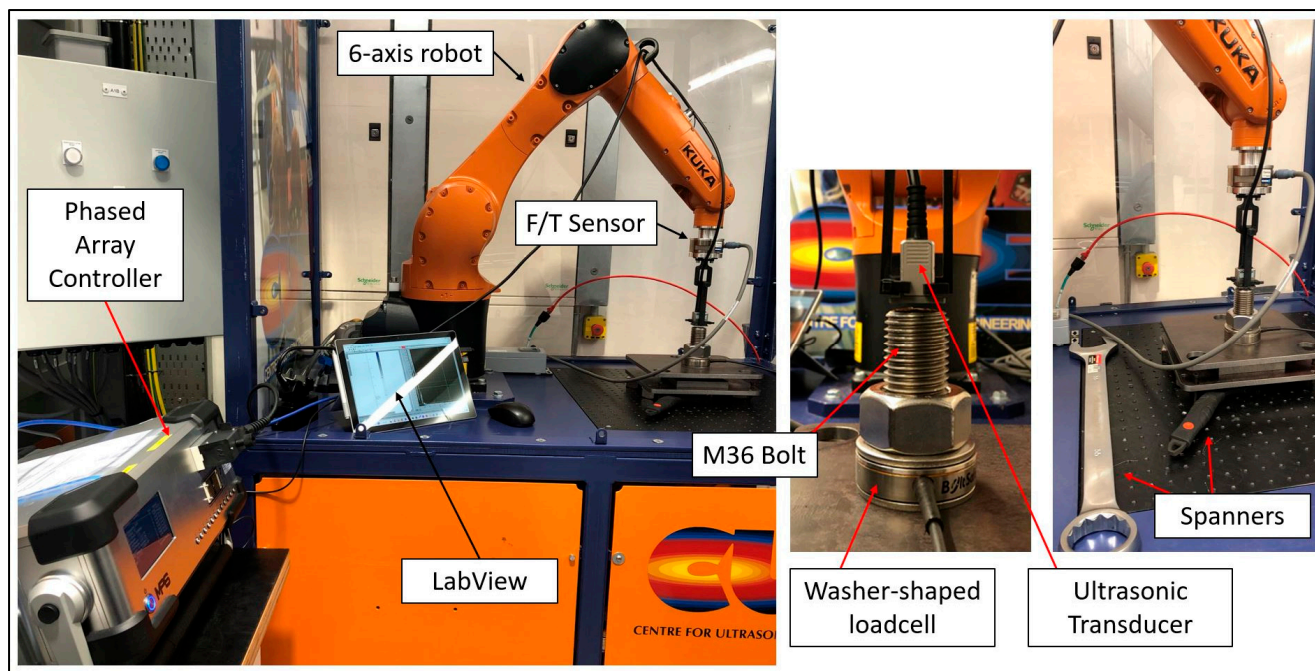 6-axis robot
KUKA
Phased
Array
Controller
F/T Sensor
LabView
CENTRE FOR
M36 Bolt
Washer-shaped
loadcell
Ultrasonic
Transducer
KUKA
Spanners